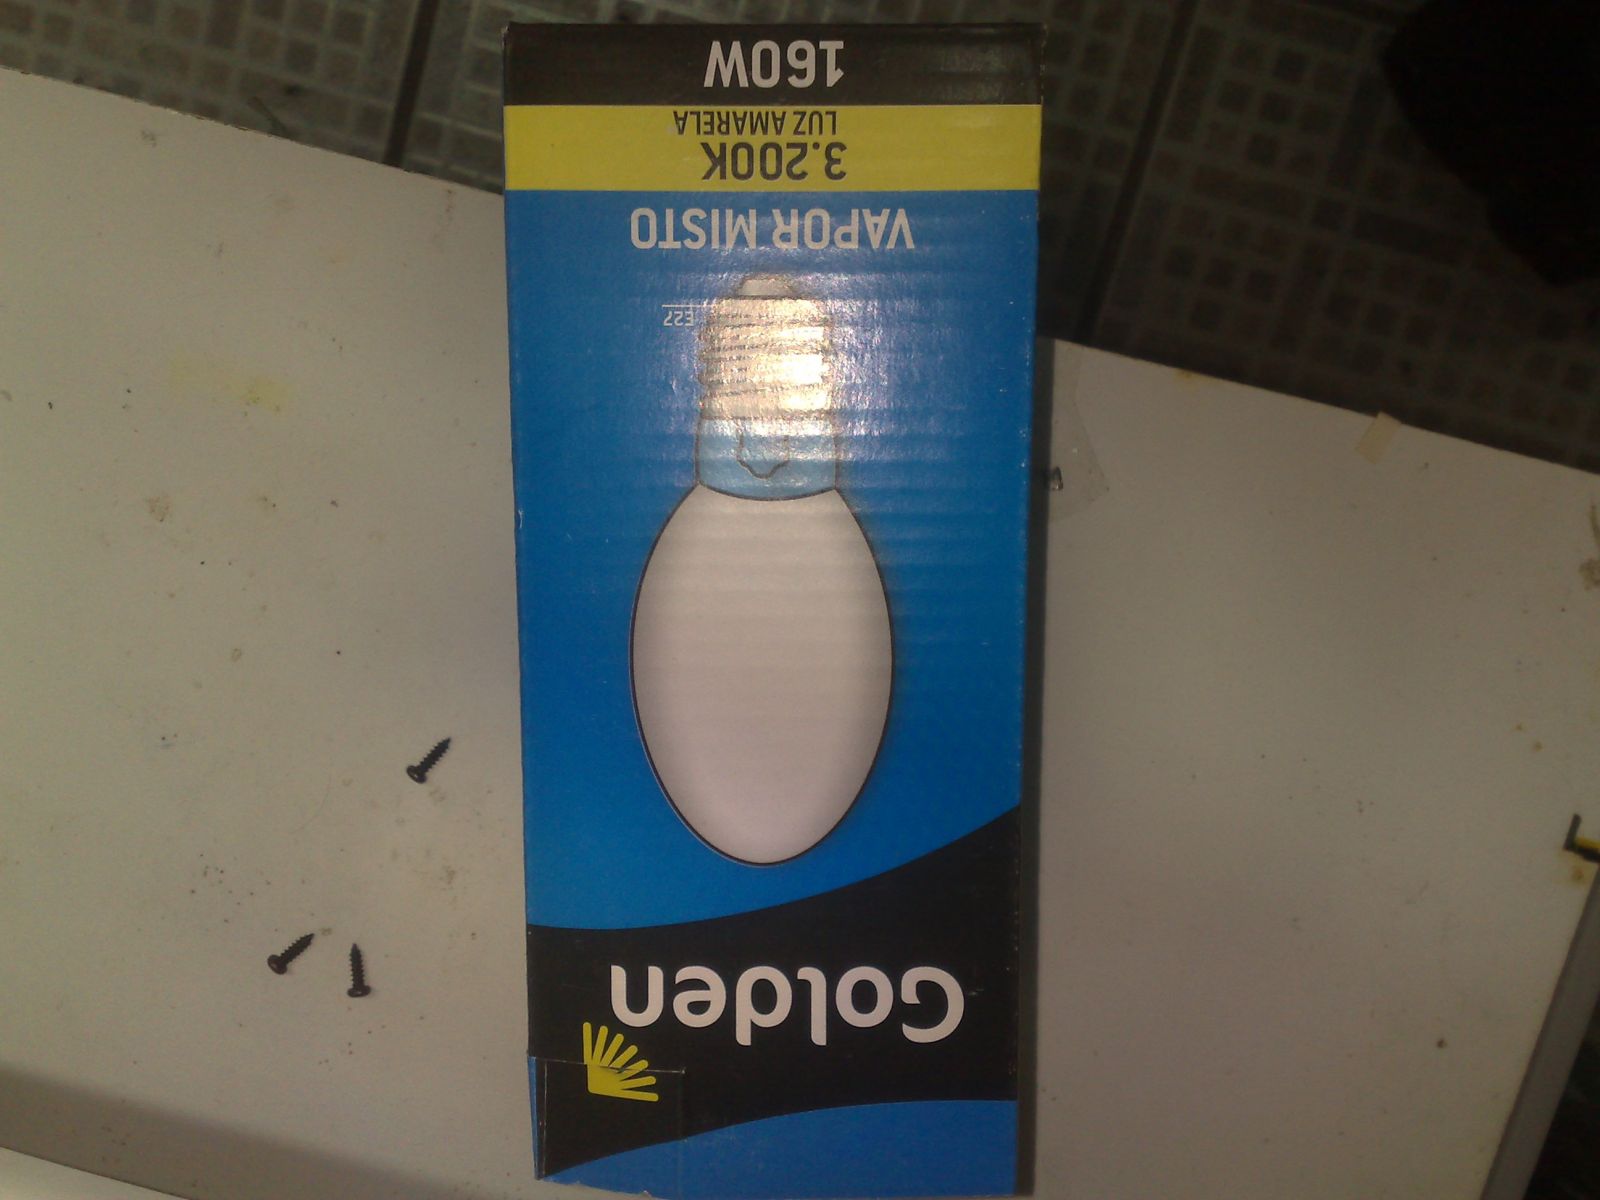 Golden
E27
VAPOR MISTO
3.200K
LUZ AMARELA
160W